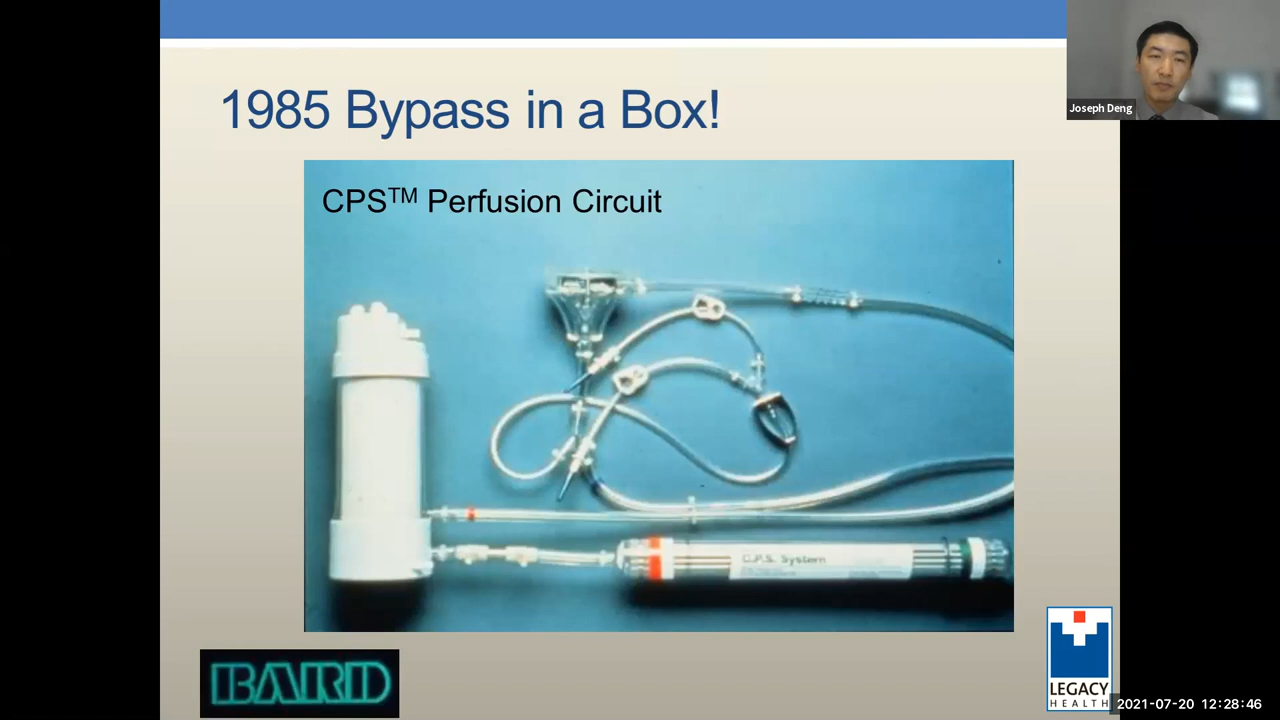 1985 Bypass in a Box!
Joseph Deng
CPS™ Perfusion Circuit
C.P.S. System
BARD
LEGACY
HEALTH
2021-07-20 12:28:46